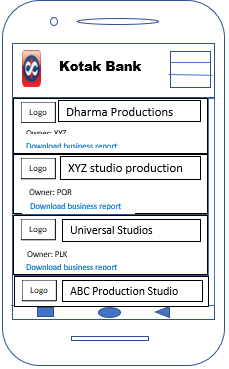 Kotak Bank
Logo
Dharma Productions
Owner: XYZ
Download business report
Logo
XYZ studio production
Owner: POR
Download business report
Logo
Universal Studios
Owner: PLK
Download business report
Logo
ABC Production Studio